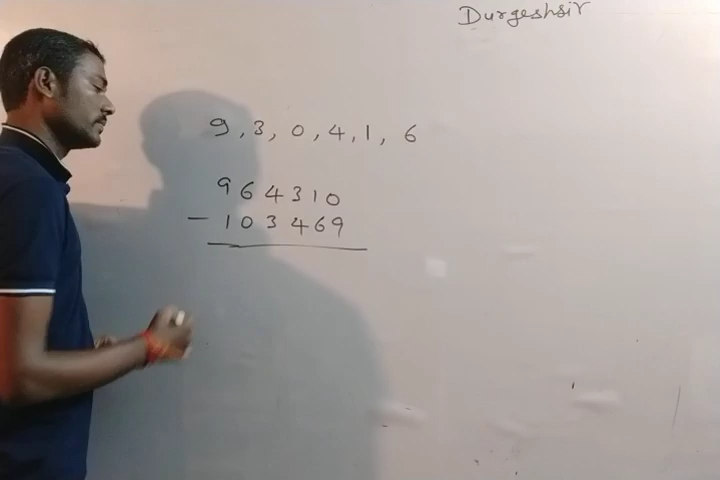 Durgeshsir
9, 3, 0, 4, 1, 6
964310
- 103469